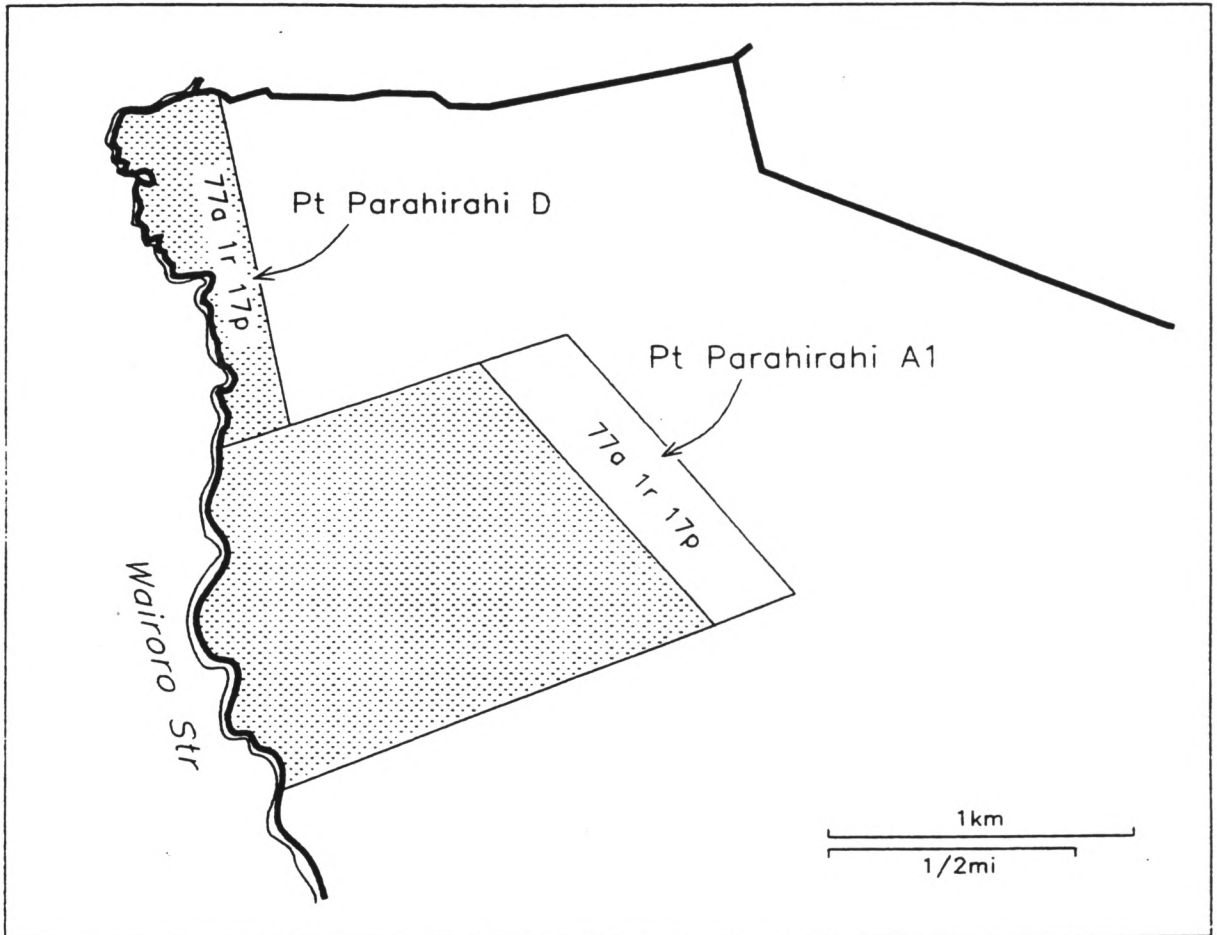 Pt Parahirahi D
77a 1r 17p
Pt Parahirahi A1
77a 1r 17p
Wairoro Str
1km
1/2mi